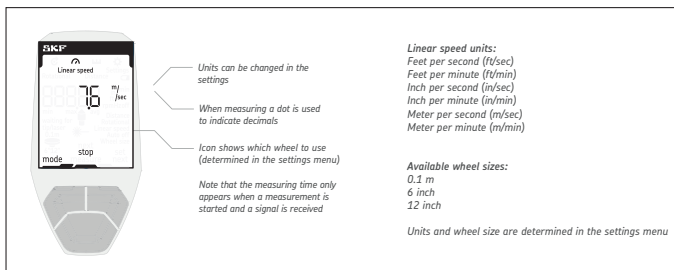 SKF
Linear speed
7.6 m/
/sec
stop
mode
Units can be changed in the
settings
When measuring a dot is used
to indicate decimals
Icon shows which wheel to use
(determined in the settings menu)
Note that the measuring time only
appears when a measurement is
started and a signal is received
Linear speed units:
Feet per second (ft/sec)
Feet per minute (ft/min)
Inch per second (in/sec)
Inch per minute (in/min)
Meter per second (m/sec)
Meter per minute (m/min)
Available wheel sizes:
0.1 m
6 inch
12 inch
Units and wheel size are determined in the settings menu